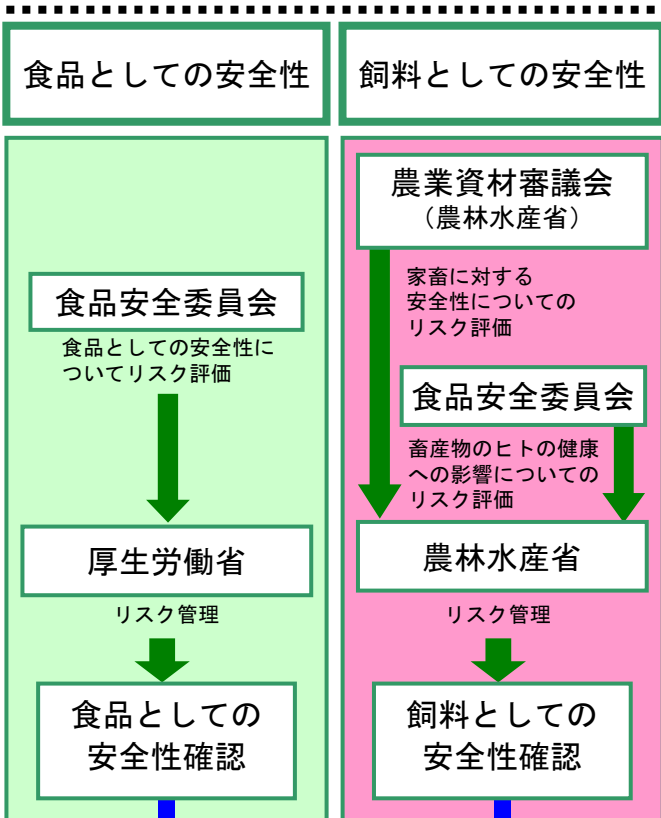 食品としての安全性
飼料としての安全性
食品安全委員会
食品としての安全性に
ついてリスク評価
厚生労働省
リスク管理
食品としての
安全性確認
農業資材審議会
（農林水産省）
家畜に対する
安全性についての
リスク評価
食品安全委員会
畜産物のヒトの健康
への影響についての
リスク評価
農林水産省
リスク管理
飼料としての
安全性確認